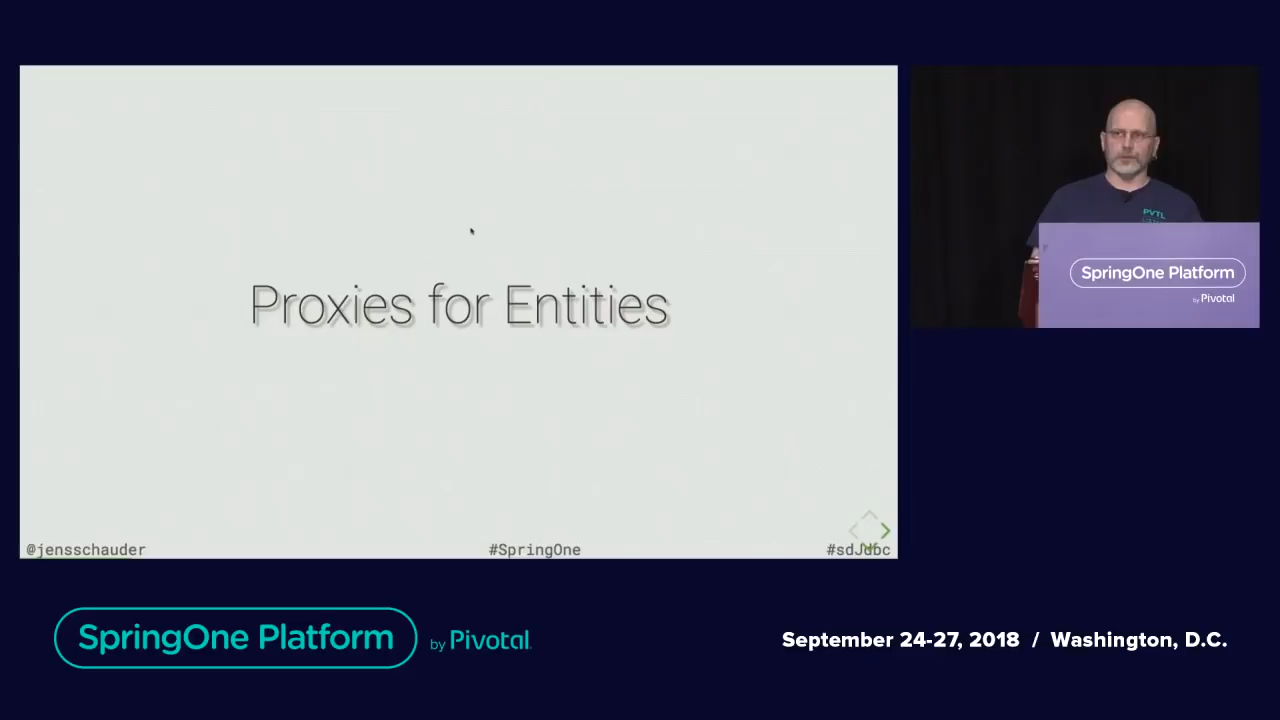 Proxies for Entities
@jensschauder
#SpringOne
#sdJdbc
PVTL
SpringOne Platform
by Pivotal
SpringOne Platform by Pivotal.
September 24-27, 2018 / Washington, D.C.